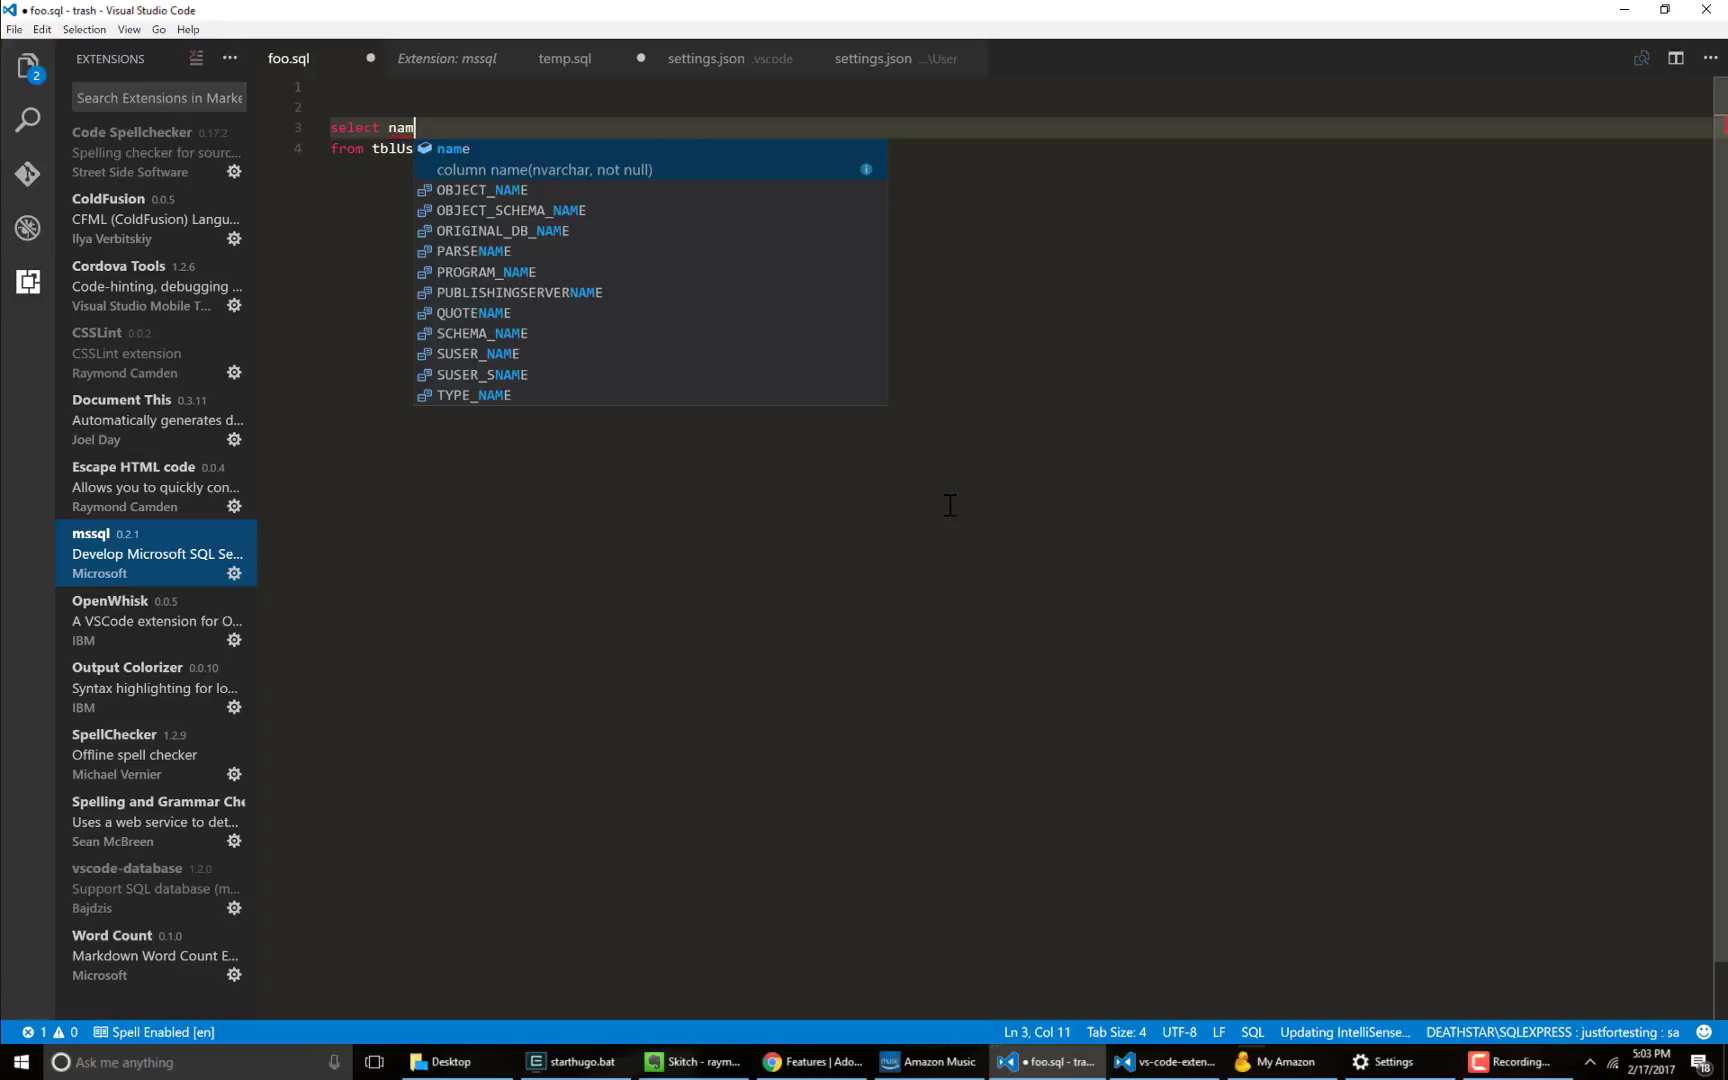 ● foo.sql - trash - Visual Studio Code
File Edit Selection View Go Help
EXTENSIONS
foo.sql
Extension: mssql
temp.sql
settings.json .vscode
settings.json ...\User
2
Search Extensions in Marke
Code Spellchecker 0.17.2
Spelling checker for sourc...
Street Side Software
ColdFusion 0.0.5
CFML (ColdFusion) Langu...
Ilya Verbitskiy
Cordova Tools 1.2.6
Code-hinting, debugging ...
Visual Studio Mobile T...
CSSLint 0.0.2
CSSLint extension
Raymond Camden
Document This 0.3.11
Automatically generates d...
Joel Day
Escape HTML code 0.0.4
Allows you to quickly con...
Raymond Camden
mssql 0.2.1
Develop Microsoft SQL Se...
Microsoft
OpenWhisk 0.0.5
A VSCode extension for O...
IBM
Output Colorizer 0.0.10
Syntax highlighting for lo...
IBM
SpellChecker 1.2.9
Offline spell checker
Michael Vernier
Spelling and Grammar Che
Uses a web service to det...
Sean McBreen
vscode-database 1.2.0
Support SQL database (m...
Bajdzis
Word Count 0.1.0
Markdown Word Count E...
Microsoft
1
2
3 select nam
4 from tblUs
name
column name(nvarchar, not null)
OBJECT_NAME
OBJECT_SCHEMA_NAME
ORIGINAL_DB_NAME
PARSENAME
PROGRAM_NAME
PUBLISHINGSERVERNAME
QUOTENAME
SCHEMA_NAME
SUSER_NAME
SUSER_SNAME
TYPE_NAME
1 0 Spell Enabled [en]
Ln 3, Col 11 Tab Size: 4 UTF-8 LF SQL Updating IntelliSense... DEATHSTAR\SQLEXPRESS : justfortesting : sa
Ask me anything
Desktop
starthugo.bat
Skitch - raym...
Features | Ado...
Amazon Music
● foo.sql - tra...
vs-code-exten...
My Amazon
Settings
Recording...
5:03 PM
2/17/2017
18